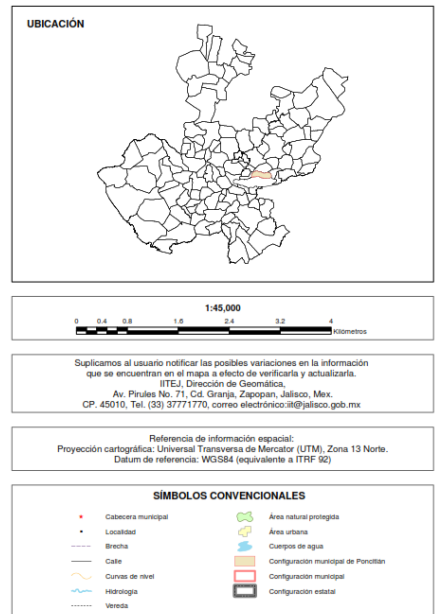 UBICACIÓN
1:45,000
0 0.4 0.8 1.6 2.4 3.2 4
Kilómetros
Suplicamos al usuario notificar las posibles variaciones en la información
que se encuentran en el mapa a efecto de verificarla y actualizarla.
IITEJ, Dirección de Geomática,
Av. Pirules No. 71, Cd. Granja, Zapopan, Jalisco, Mex.
CP. 45010, Tel. (33) 37771770, correo electrónico:iit@jalisco.gob.mx
Referencia de información espacial:
Proyección cartografica: Universal Transversa de Mercator (UTM), Zona 13 Norte.
Datum de referencia: WGS84 (equivalente a ITRF 92)
SÍMBOLOS CONVENCIONALES
Cabecera municipal
Localidad
Brecha
Calle
Curvas de nivel
Hidrología
Vereda
Área natural protegida
Área urbana
Cuerpos de agua
Configuración municipal de Poncitlán
Configuración municipal
Configuración estatal